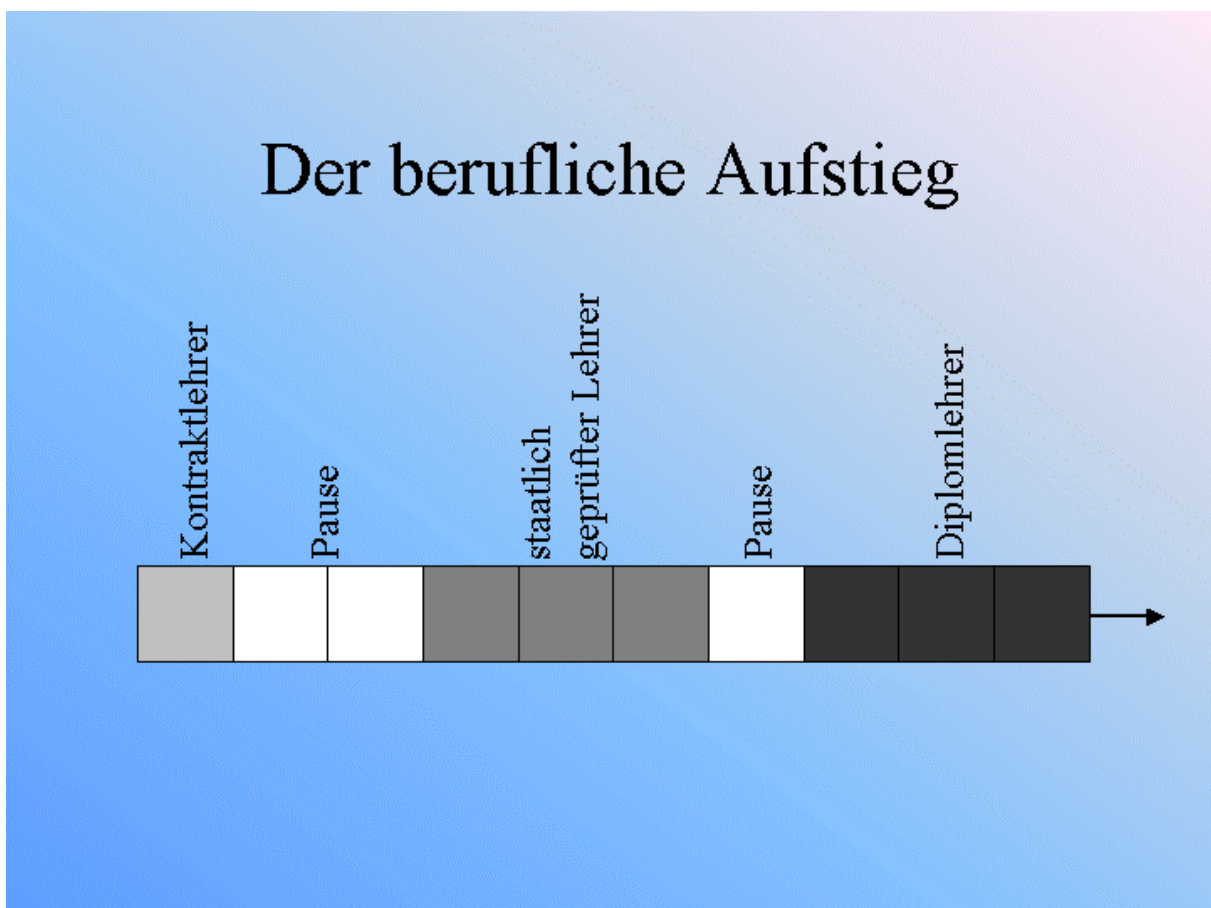 Der berufliche Aufstieg
Kontraktlehrer
Pause
staatlich
geprüfter Lehrer
Pause
Diplomlehrer